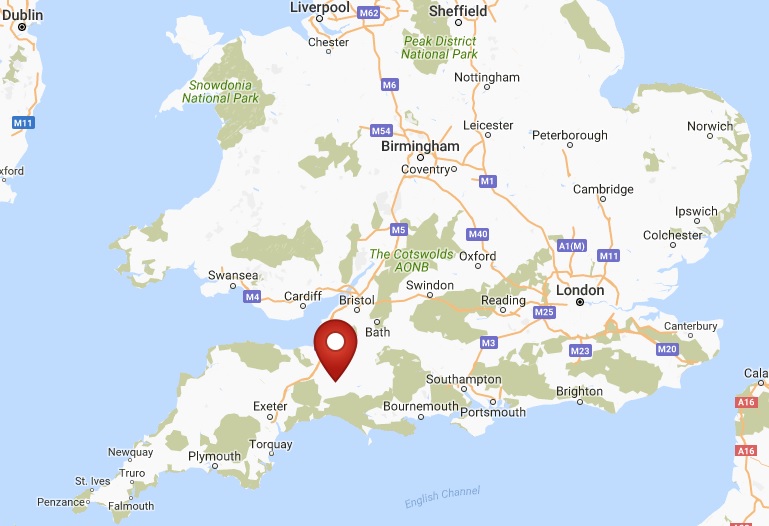 Dublin
Liverpool
M62
Sheffield
Chester
Peak District
National Park
Snowdonia
National Park
M6
Nottingham
M11
M54
Leicester
Peterborough
Norwich
Birmingham
Coventry
M1
xford
Cambridge
Ipswich
M5
M40
A1(M)
Colchester
The Cotswolds
AONB
Oxford
M11
Swansea
M4
Cardiff
Bristol
Swindon
Reading
London
M25
Bath
Canterbury
M3
M23
M20
Southampton
Cala
Exeter
Bournemouth
Portsmouth
Brighton
A16
Newquay
Torquay
Plymouth
A16
St. Ives
Truro
Penzance
Falmouth
English Channel